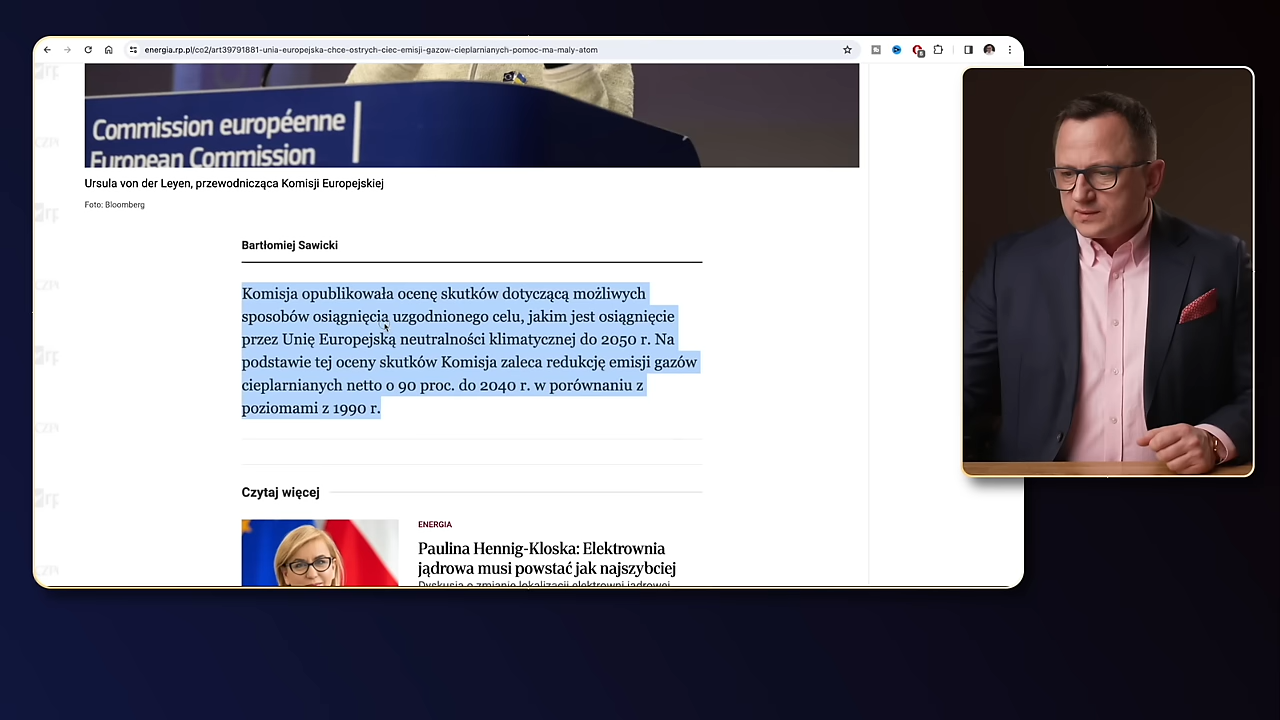 energia.rp.pl/co2/art39791881-unia-europejska-chce-ostrych-ciec-emisji-gazow-cieplarnianych-pomoc-ma-maly-atom
Commission européenne
European Commission
Ursula von der Leyen, przewodnicząca Komisji Europejskiej
Foto: Bloomberg
Bartłomiej Sawicki
Komisja opublikowała ocenę skutków dotyczącą możliwych
sposobów osiągnięcia uzgodnionego celu, jakim jest osiągnięcie
przez Unię Europejską neutralności klimatycznej do 2050 r. Na
podstawie tej oceny skutków Komisja zaleca redukcję emisji gazów
cieplarnianych netto o 90 proc. do 2040 r. w porównaniu z
poziomami z 1990 r.
Czytaj więcej
ENERGIA
Paulina Hennig-Kloska: Elektrownia
jądrowa musi powstać jak najszybciej
Dyskusja o zmianie lokalizacji elektrowni jądrowej